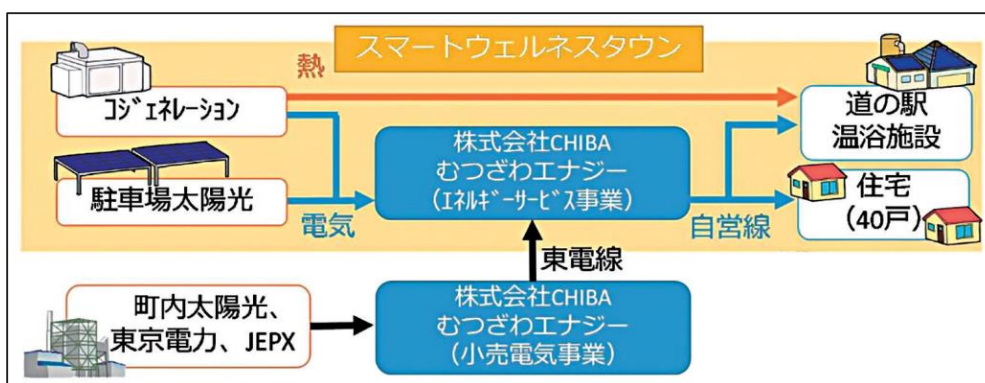 スマートウェルネスタウン
熱
コジェネレーション
道の駅
温浴施設
株式会社CHIBA
むつざわエナジー
(エネルギーサービス事業)
駐車場太陽光
住宅
(40戸)
電気
自営線
東電線
町内太陽光、
東京電力、JEPX
株式会社CHIBA
むつざわエナジー
(小売電気事業)